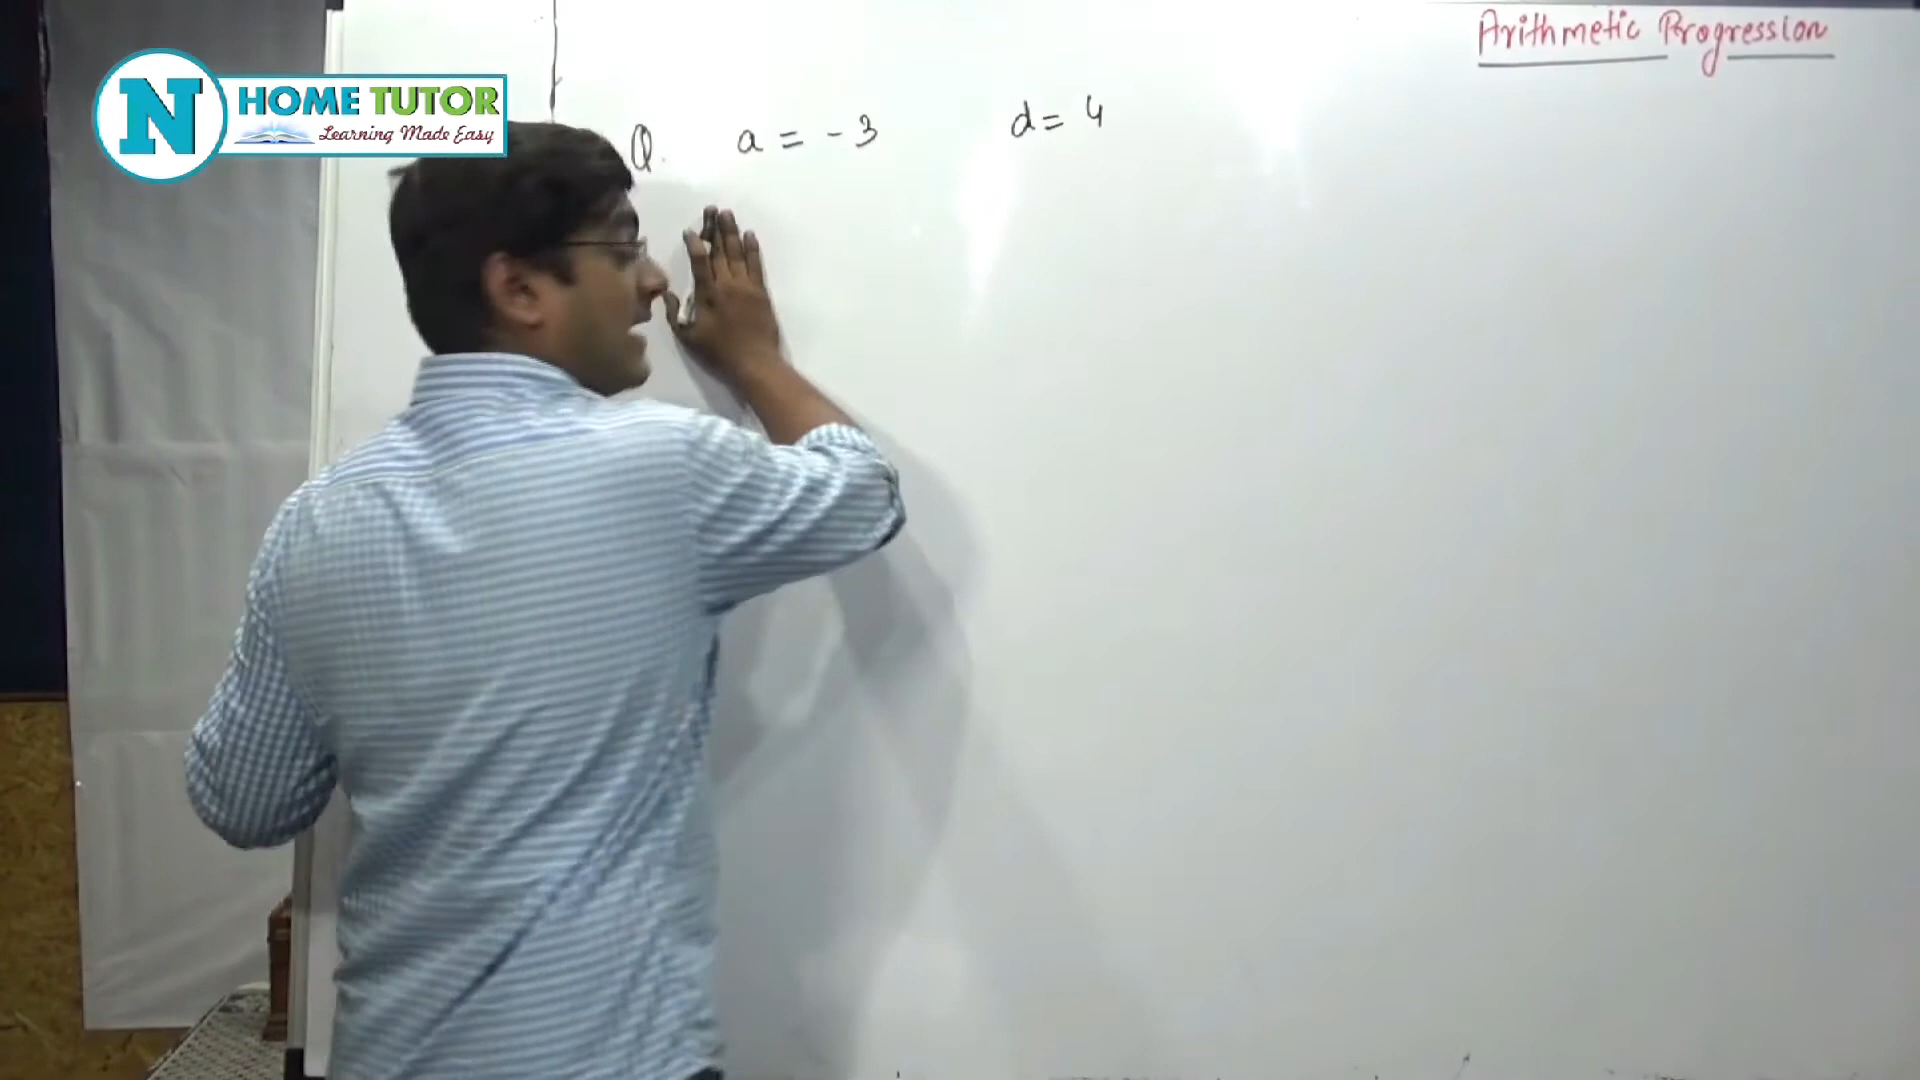 Arithmetic Progression
N HOME TUTOR
Learning Made Easy
Q. a = -3 d = 4